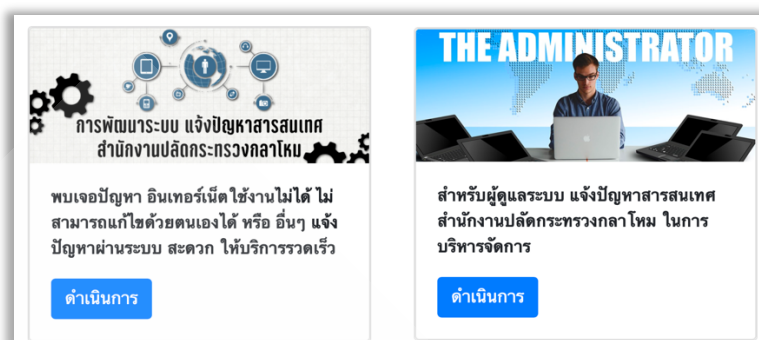 การพัฒนาระบบ แจ้งปัญหาสารสนเทศ
สำนักงานปลัดกระทรวงกลาโหม
พบเจอปัญหา อินเทอร์เน็ตใช้งานไม่ได้ ไม่
สามารถแก้ไขด้วยตนเองได้ หรือ อื่นๆ แจ้ง
ปัญหาผ่านระบบ สะดวก ให้บริการรวดเร็ว
ดำเนินการ
THE ADMINISTRATOR
สำหรับผู้ดูแลระบบ แจ้งปัญหาสารสนเทศ
สำนักงานปลัดกระทรวงกลาโหม ในการ
บริหารจัดการ
ดำเนินการ